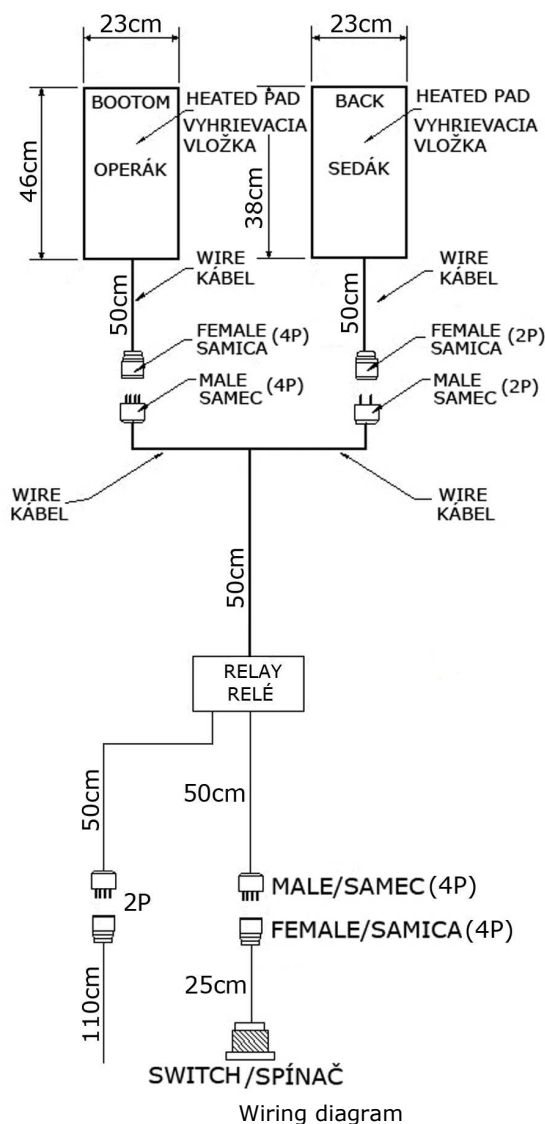 23cm
23cm
BOOTOM
OPERÁK
46cm
HEATED PAD
VYHRIEVACIA
VLOŽKA
BACK
SEDÁK
38cm
HEATED PAD
VYHRIEVACIA
VLOŽKA
WIRE
KÁBEL
50cm
WIRE
KÁBEL
50cm
FEMALE (4P)
SAMICA
MALE (4P)
SAMEC
FEMALE (2P)
SAMICA
MALE (2P)
SAMEC
WIRE
KÁBEL
WIRE
KÁBEL
50cm
RELAY
RELÉ
50cm
50cm
2P
MALE/SAMEC (4P)
FEMALE/SAMICA (4P)
110cm
25cm
SWITCH/SPÍNAČ
Wiring diagram